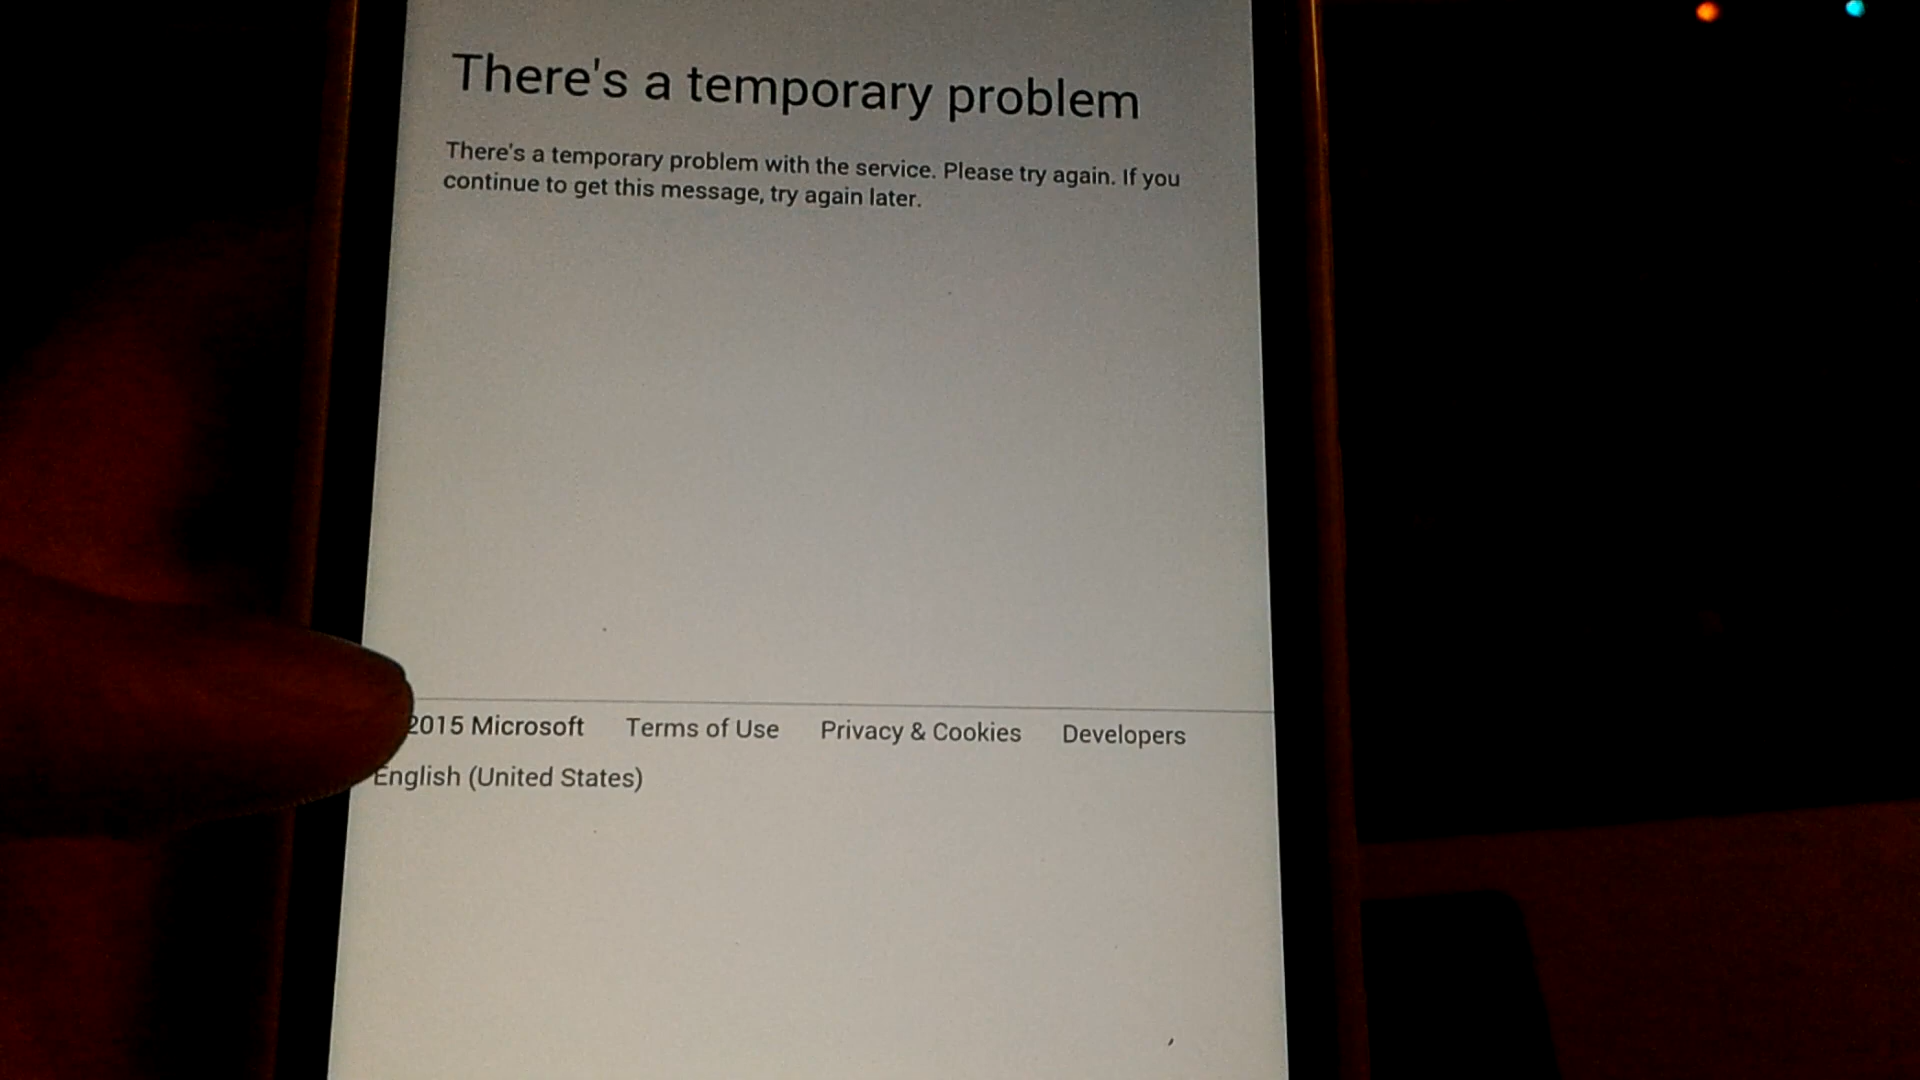 There's a temporary problem
There's a temporary problem with the service. Please try again. If you
continue to get this message, try again later.
2015 Microsoft Terms of Use Privacy & Cookies Developers
English (United States)